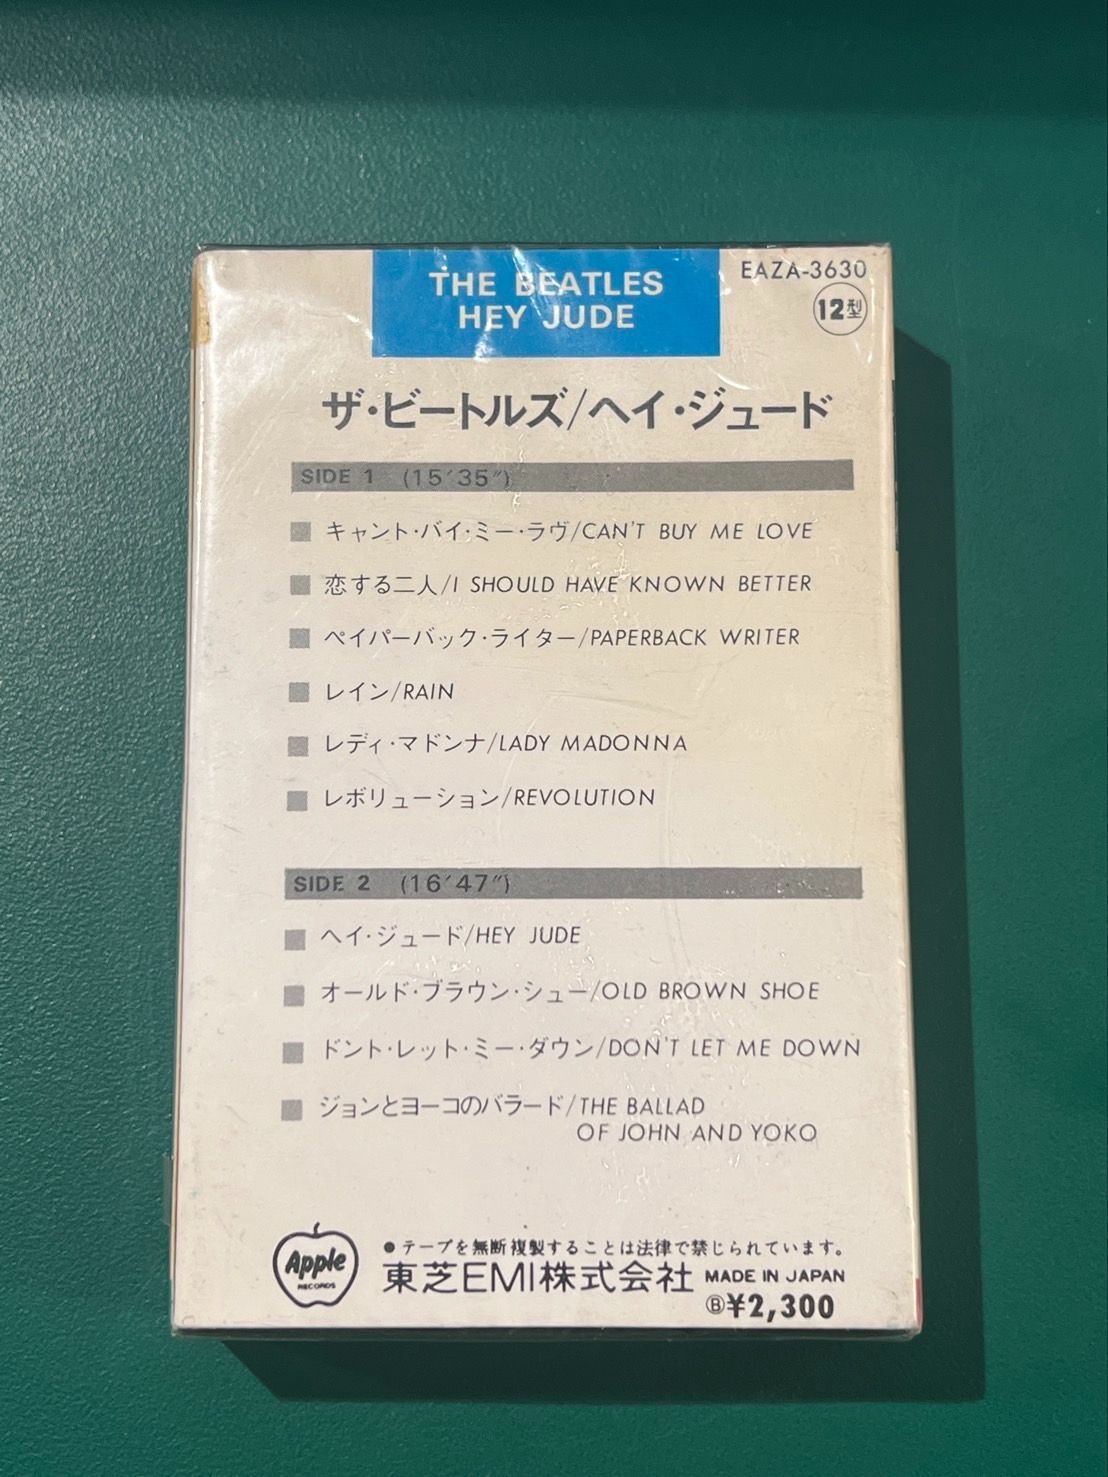 THE BEATLES
HEY JUDE
EAZA-3630
12型
ザ・ビートルズ/ヘイ・ジュード
SIDE 1 (15′35″)
キャント・バイ・ミー・ラヴ/CAN'T BUY ME LOVE
恋する二人/I SHOULD HAVE KNOWN BETTER
ペイパーバック・ライター/PAPERBACK WRITER
レイン/RAIN
レディ・マドンナ/LADY MADONNA
レボリューション/REVOLUTION
SIDE 2 (16′47″)
ヘイ・ジュード/HEY JUDE
オールド・ブラウン・シュー/OLD BROWN SHOE
ドント・レット・ミー・ダウン/DON'T LET ME DOWN
ジョンとヨーコのバラード/THE BALLAD
OF JOHN AND YOKO
Apple
RECORDS
●テープを無断複製することは法律で禁じられています。
東芝EMI株式会社 MADE IN JAPAN
Ⓑ¥2,300